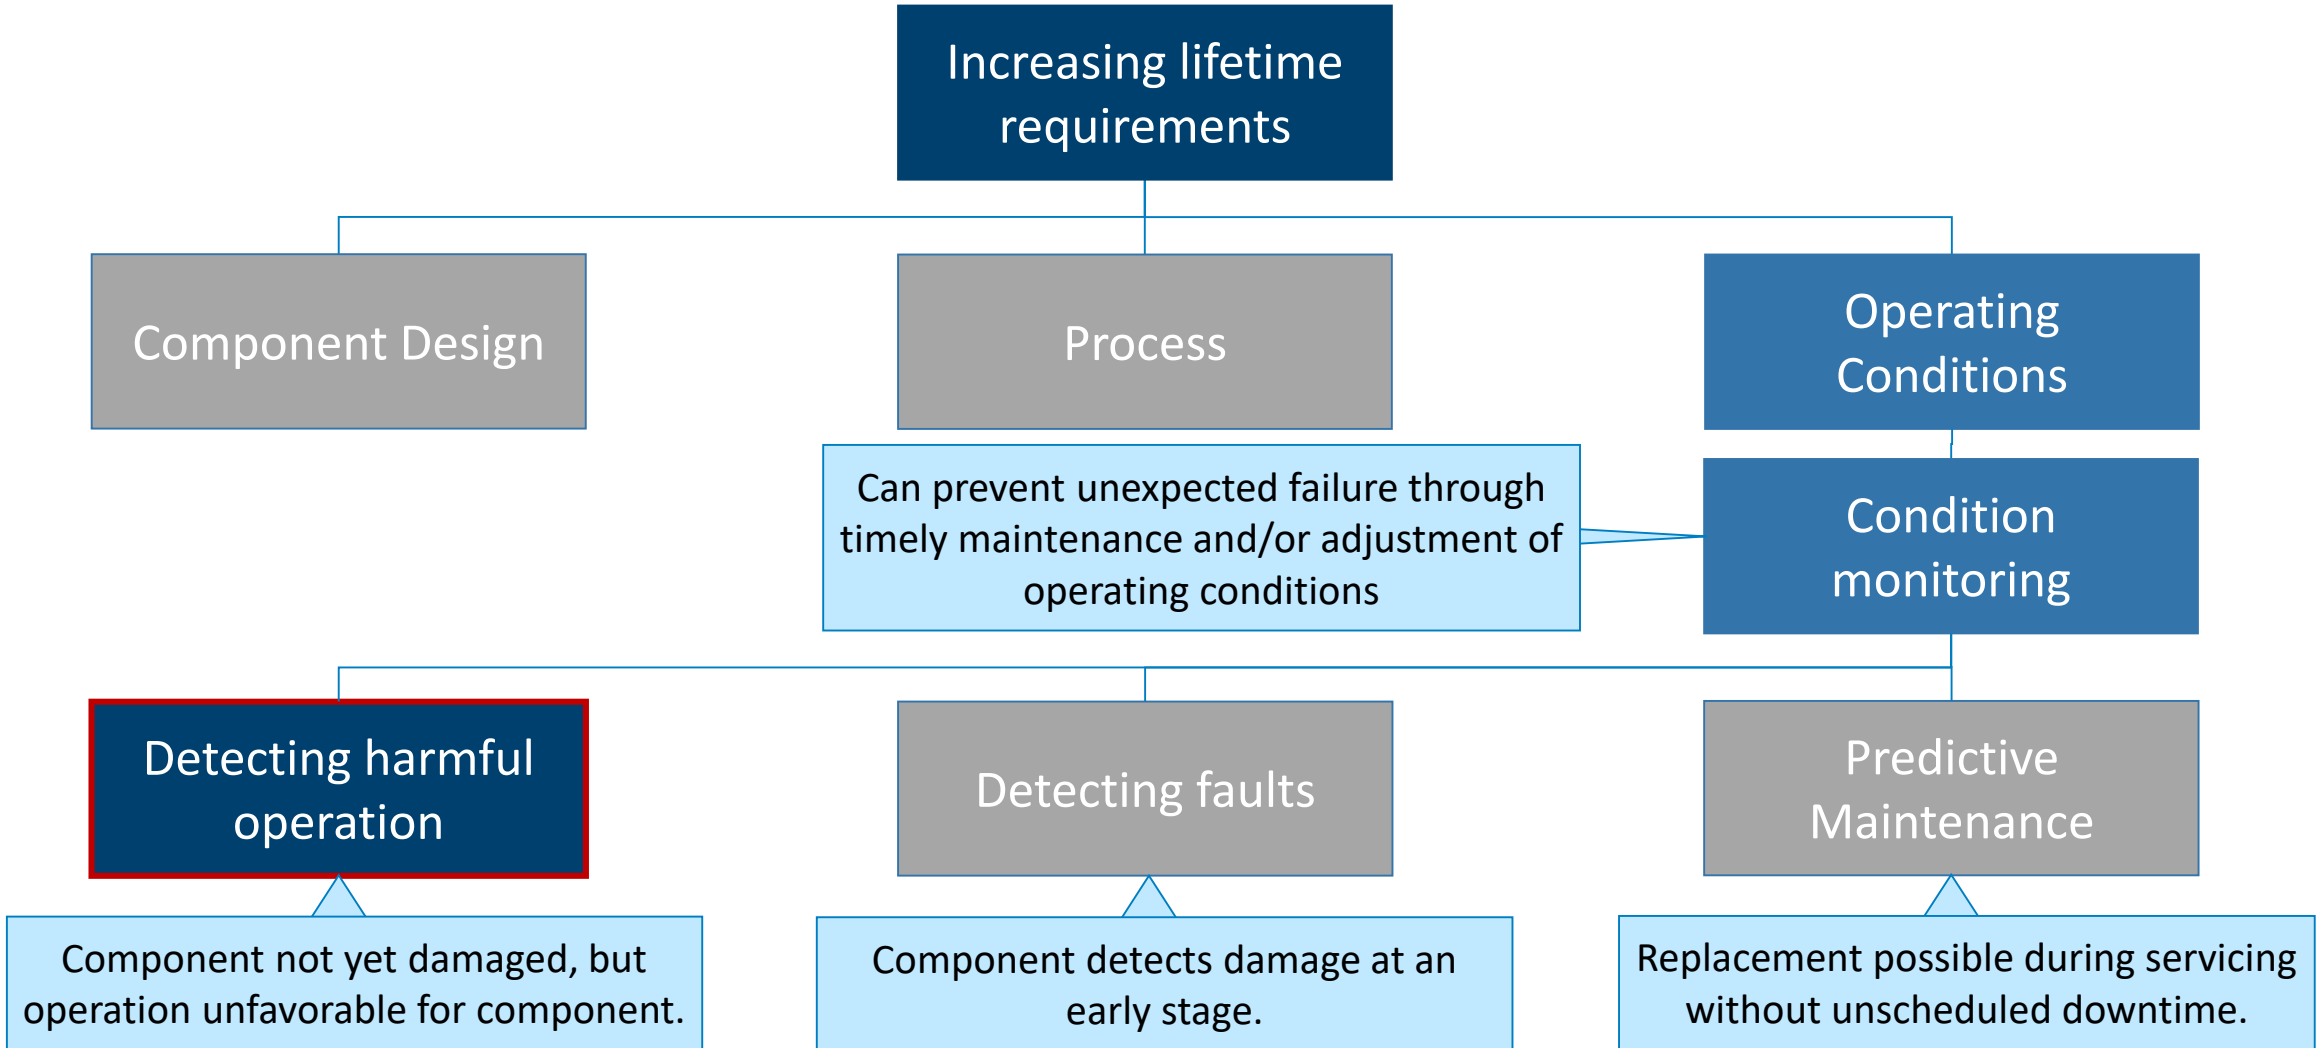 Increasing lifetime
requirements
Component Design
Process
Operating
Conditions
Can prevent unexpected failure through
timely maintenance and/or adjustment of
operating conditions
Condition
monitoring
Detecting harmful
operation
Detecting faults
Predictive
Maintenance
Component not yet damaged, but
operation unfavorable for component.
Component detects damage at an
early stage.
Replacement possible during servicing
without unscheduled downtime.